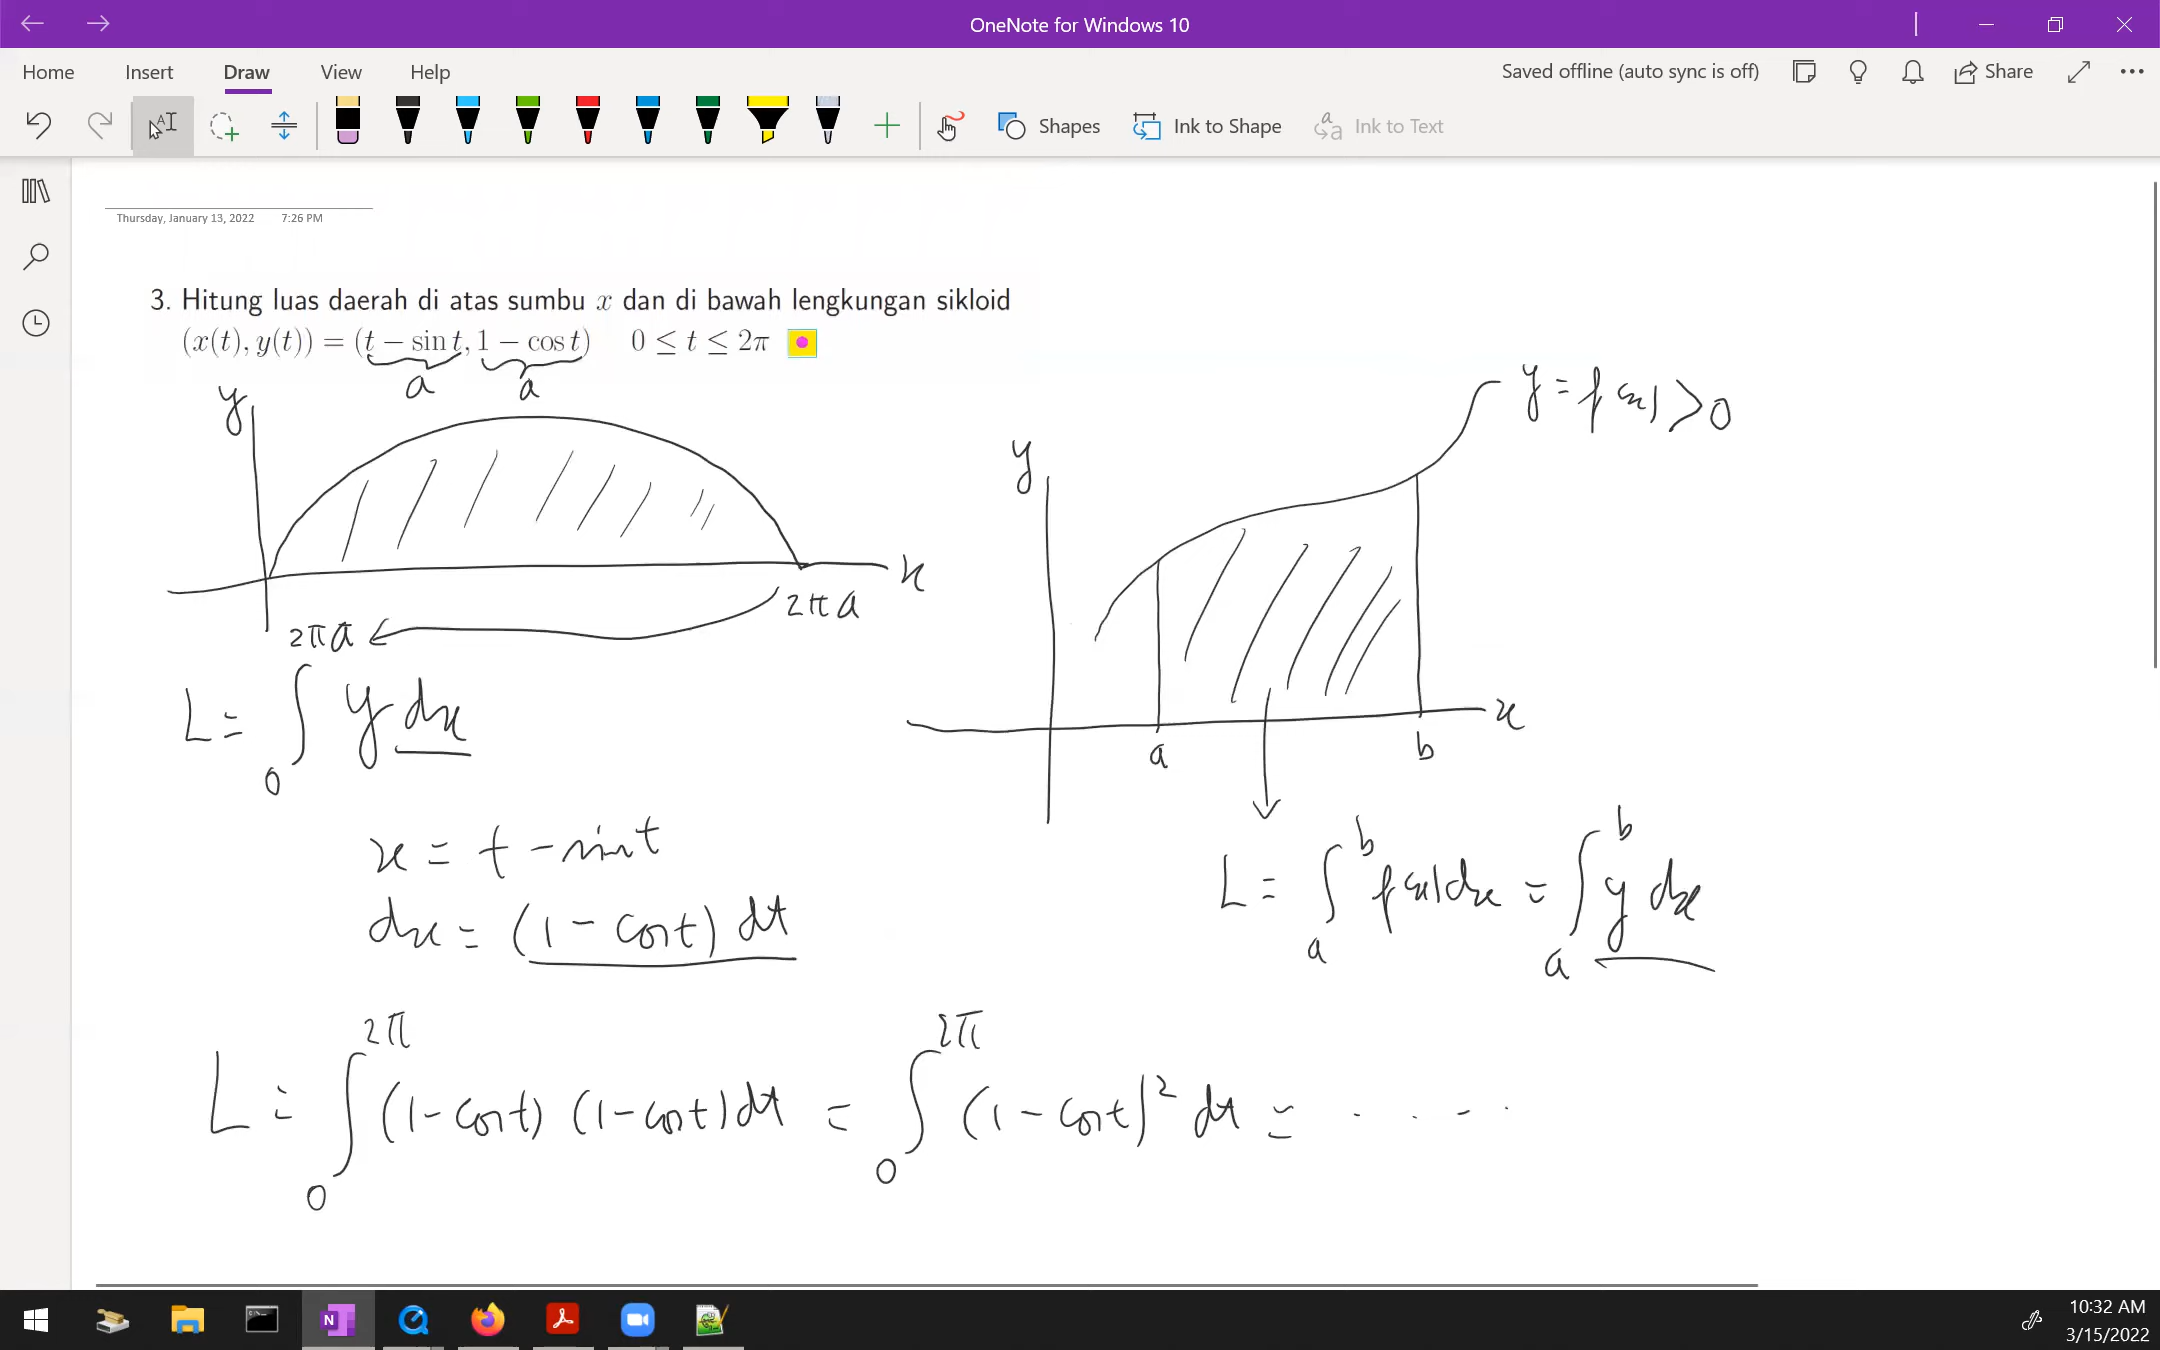 OneNote for Windows 10
Home Insert Draw View Help
Saved offline (auto sync is off) Share
Shapes Ink to Shape Ink to Text
Thursday, January 13, 2022 7:26 PM
3. Hitung luas daerah di atas sumbu x dan di bawah lengkungan sikloid
(x(t), y(t)) = (t − sin t, 1 − cos t) 0 ≤ t ≤ 2π
a a
y
x
2πa
y = f(x) > 0
y
x
a b
2πa
L = ∫ y dx
0
x = t - sin t
dx = (1 - cos t) dt
b b
L = ∫ f(x) dx = ∫ y dx
a a
2π 2π
L = ∫ (1 - cos t) (1 - cos t) dt = ∫ (1 - cos t)² dt = . . - .
0 0
10:32 AM
3/15/2022